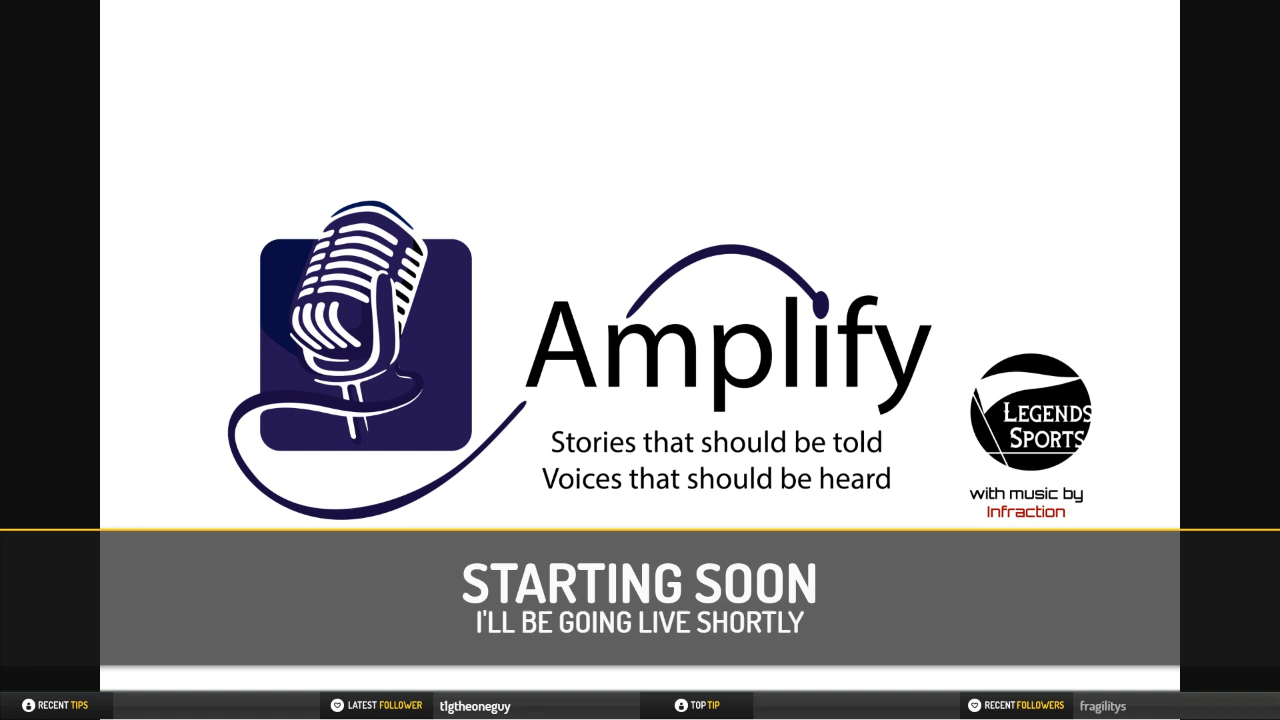 Amplify
Stories that should be told
Voices that should be heard
LEGENDS
SPORTS
with music by
Infraction
STARTING SOON
I'LL BE GOING LIVE SHORTLY
RECENT TIPS
LATEST FOLLOWER t1gtheoneguy
TOP TIP
RECENT FOLLOWERS fragilitys